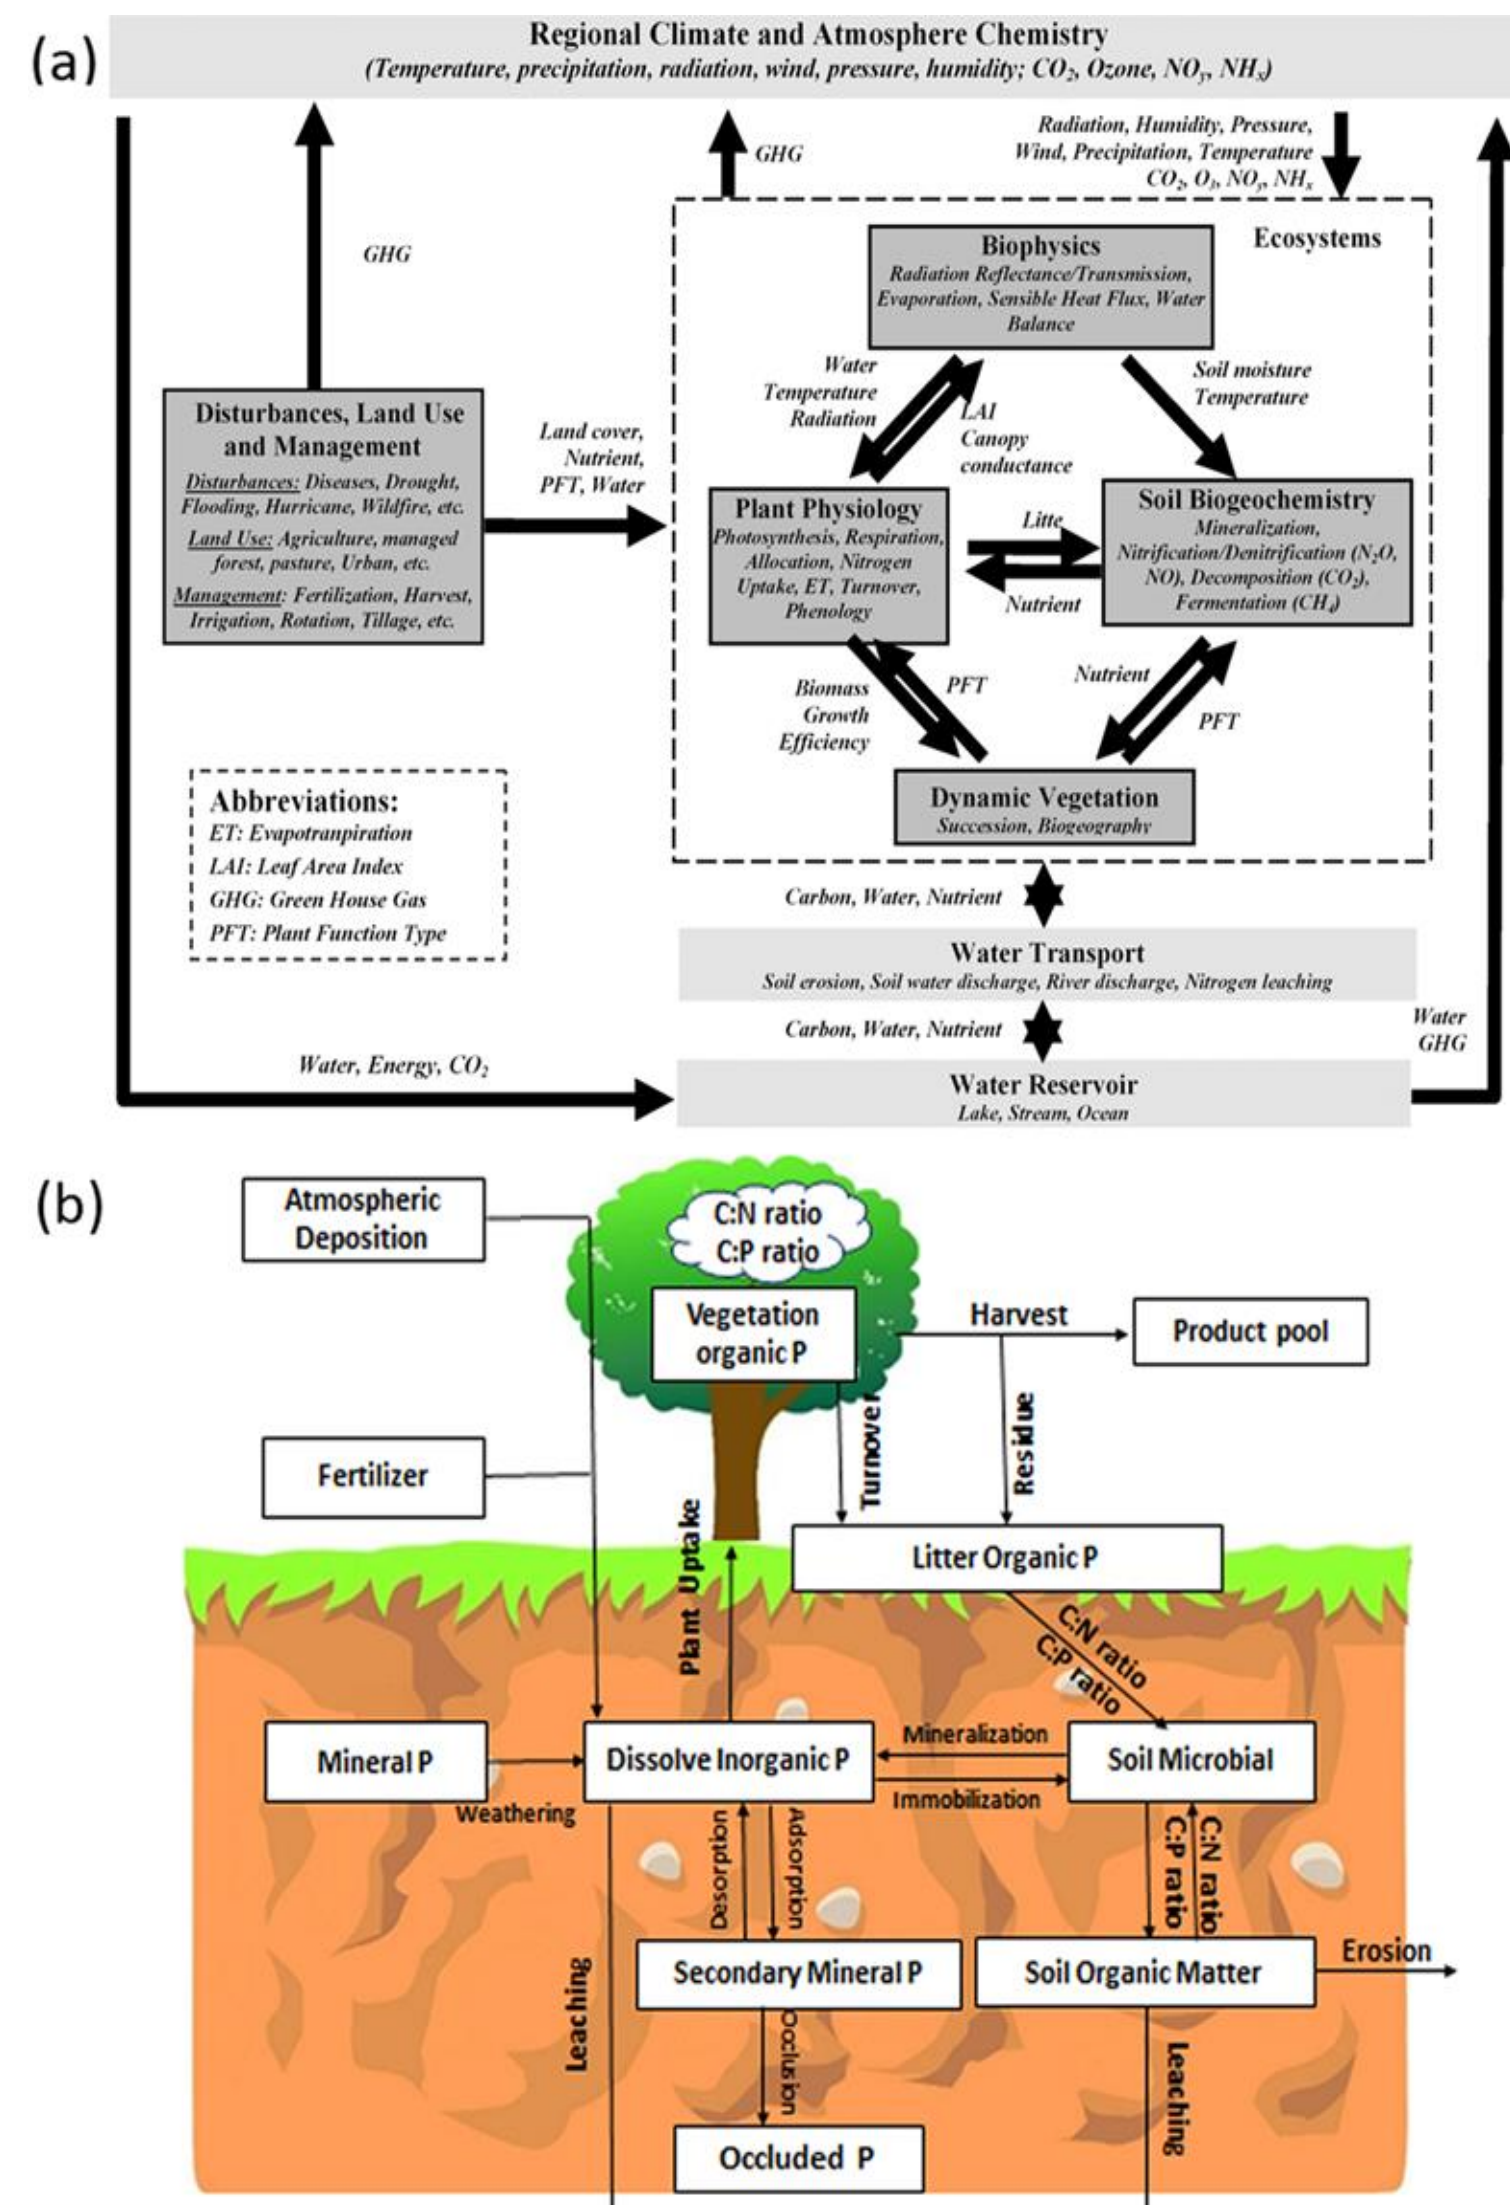 (a)
Regional Climate and Atmosphere Chemistry
(Temperature, precipitation, radiation, wind, pressure, humidity; CO2, Ozone, NOy, NHx)
GHG
GHG
Radiation, Humidity, Pressure,
Wind, Precipitation, Temperature
CO2, O3, NOy, NHx
Ecosystems
Biophysics
Radiation Reflectance/Transmission,
Evaporation, Sensible Heat Flux, Water
Balance
Water
Temperature
Radiation
LAI
Canopy
conductance
Soil moisture
Temperature
Disturbances, Land Use
and Management
Disturbances: Diseases, Drought,
Flooding, Hurricane, Wildfire, etc.
Land Use: Agriculture, managed
forest, pasture, Urban, etc.
Management: Fertilization, Harvest,
Irrigation, Rotation, Tillage, etc.
Land cover,
Nutrient,
PFT, Water
Plant Physiology
Photosynthesis, Respiration,
Allocation, Nitrogen
Uptake, ET, Turnover,
Phenology
Litte
Nutrient
Soil Biogeochemistry
Mineralization,
Nitrification/Denitrification (N2O,
NO), Decomposition (CO2),
Fermentation (CH4)
Biomass
Growth
Efficiency
PFT
Nutrient
PFT
Dynamic Vegetation
Succession, Biogeography
Abbreviations:
ET: Evapotranpiration
LAI: Leaf Area Index
GHG: Green House Gas
PFT: Plant Function Type
Carbon, Water, Nutrient
Water Transport
Soil erosion, Soil water discharge, River discharge, Nitrogen leaching
Carbon, Water, Nutrient
Water
GHG
Water, Energy, CO2
Water Reservoir
Lake, Stream, Ocean
(b)
Atmospheric
Deposition
C:N ratio
C:P ratio
Vegetation
organic P
Harvest
Product pool
Turnover
Residue
Fertilizer
Plant Uptake
Litter Organic P
C:N ratio
C:P ratio
Mineral P
Weathering
Dissolve Inorganic P
Mineralization
Immobilization
Soil Microbial
Desorption
Adsorption
C:P ratio
C:N ratio
Secondary Mineral P
Soil Organic Matter
Erosion
Leaching
Occlusion
Leaching
Occluded P